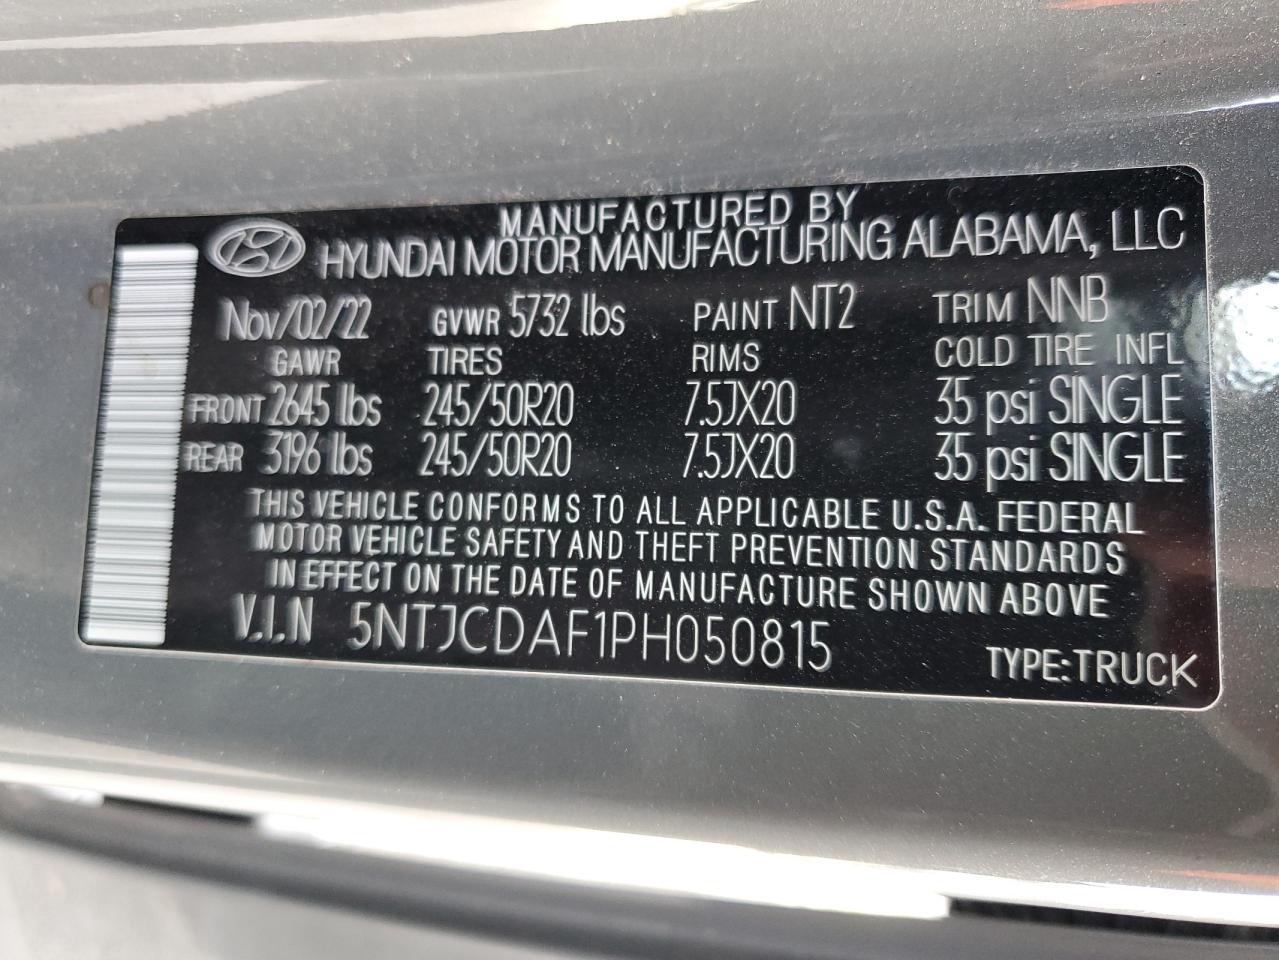 MANUFACTURED BY
HYUNDAI MOTOR MANUFACTURING ALABAMA, LLC
Nov/02/22 GVWR 5732 lbs PAINT NT2 TRIM NNB
GAWR TIRES RIMS COLD TIRE INFL
FRONT 2645 lbs 245/50R20 7.5JX20 35 psi SINGLE
REAR 3196 lbs 245/50R20 7.5JX20 35 psi SINGLE
THIS VEHICLE CONFORMS TO ALL APPLICABLE U.S.A. FEDERAL
MOTOR VEHICLE SAFETY AND THEFT PREVENTION STANDARDS
IN EFFECT ON THE DATE OF MANUFACTURE SHOWN ABOVE
V.I.N 5NTJCDAF1PH050815 TYPE:TRUCK